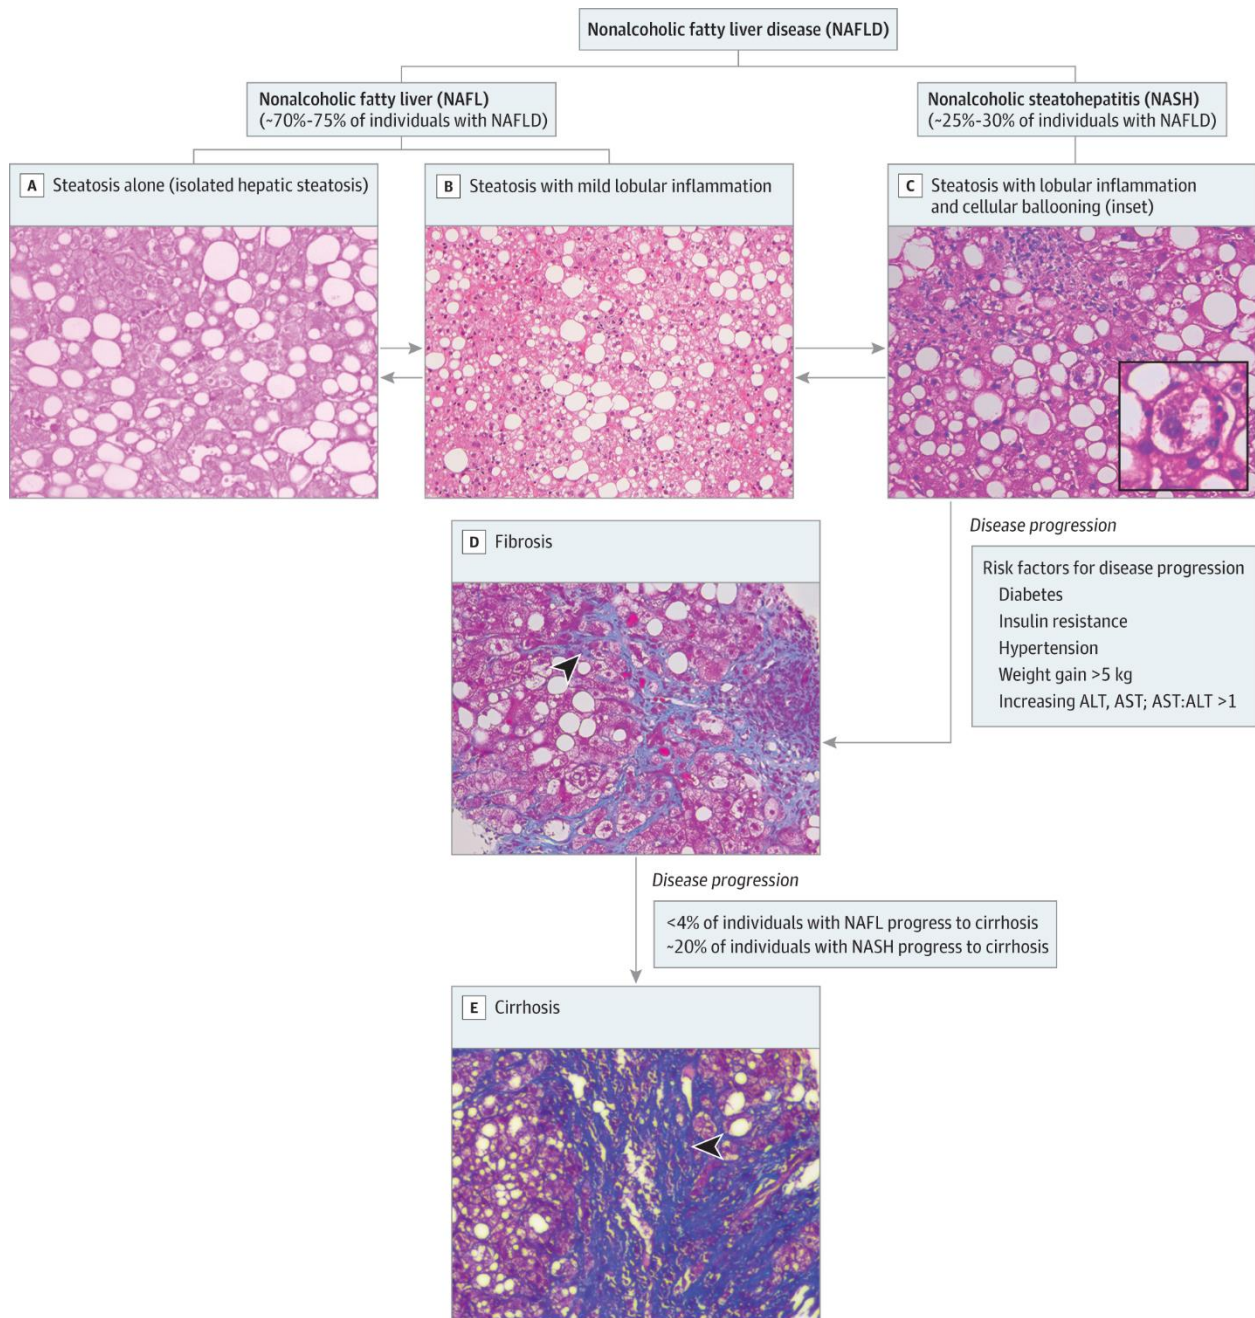 Nonalcoholic fatty liver disease (NAFLD)
Nonalcoholic fatty liver (NAFL)
(~70%-75% of individuals with NAFLD)
Nonalcoholic steatohepatitis (NASH)
(~25%-30% of individuals with NAFLD)
A Steatosis alone (isolated hepatic steatosis)
B Steatosis with mild lobular inflammation
C Steatosis with lobular inflammation
and cellular ballooning (inset)
Disease progression
Risk factors for disease progression
Diabetes
Insulin resistance
Hypertension
Weight gain >5 kg
Increasing ALT, AST; AST:ALT >1
D Fibrosis
Disease progression
<4% of individuals with NAFL progress to cirrhosis
~20% of individuals with NASH progress to cirrhosis
E Cirrhosis